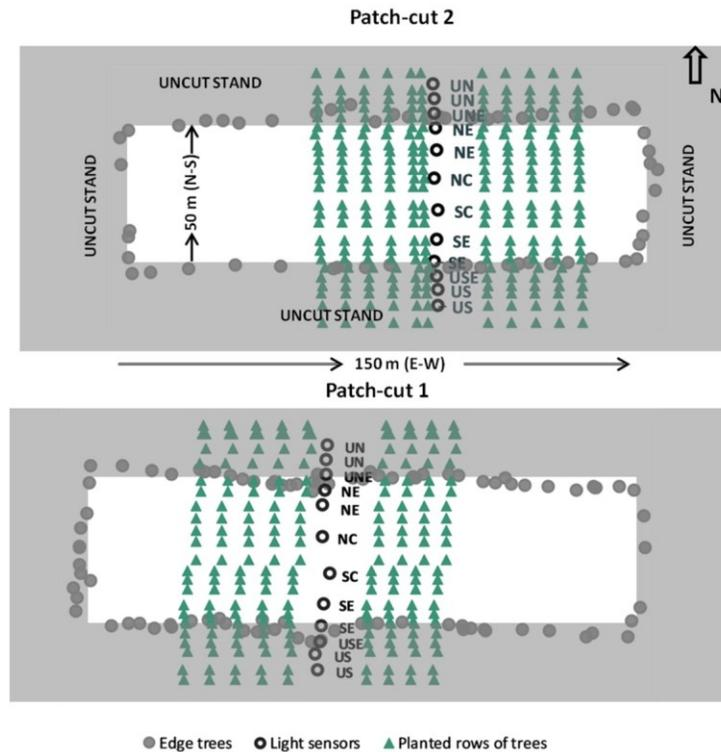 Patch-cut 2
N
UNCUT STAND
UN
UN
UNE
NE
NE
NC
SC
SE
SE
USE
US
US
UNCUT STAND
50 m (N-S)
UNCUT STAND
UNCUT STAND
150 m (E-W)
Patch-cut 1
UN
UN
UNE
NE
NE
NC
SC
SE
SE
USE
US
US
Edge trees Light sensors Planted rows of trees